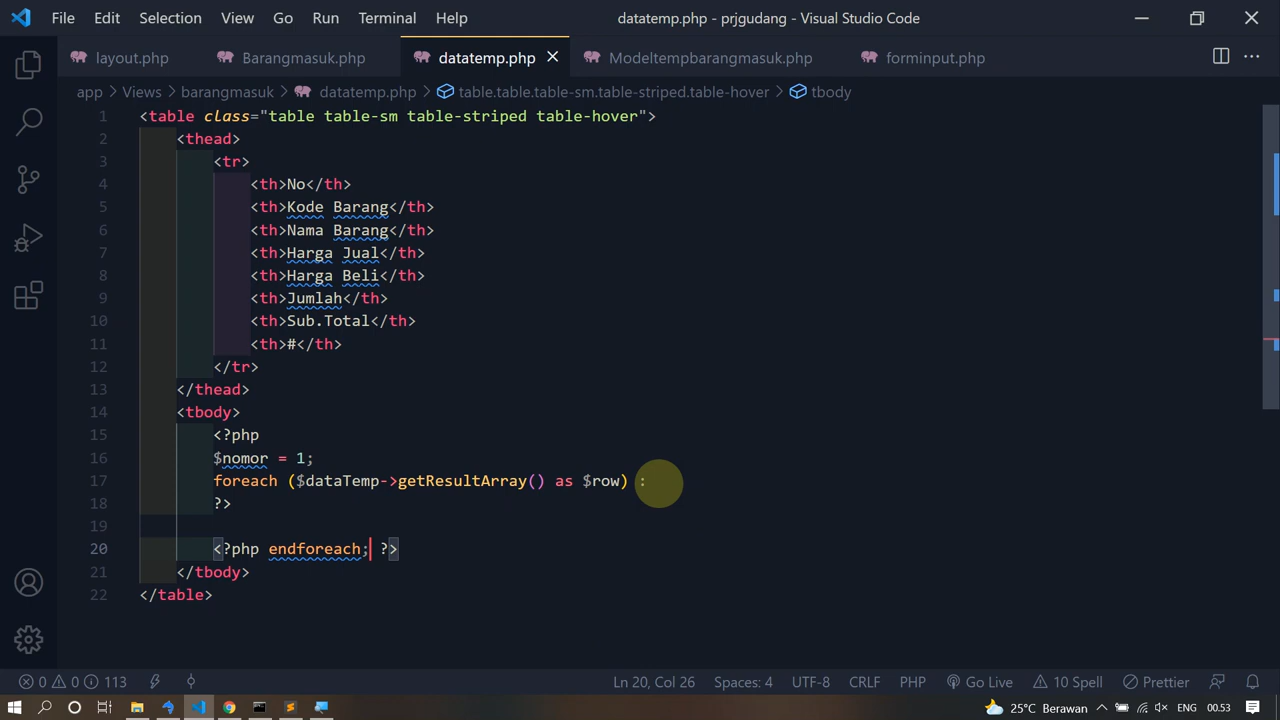 File Edit Selection View Go Run Terminal Help datatemp.php - prjgudang - Visual Studio Code
layout.php Barangmasuk.php datatemp.php Modeltempbarangmasuk.php forminput.php
app Views barangmasuk datatemp.php table.table.table-sm.table-striped.table-hover tbody
1 <table class="table table-sm table-striped table-hover">
2 <thead>
3 <tr>
4 <th>No</th>
5 <th>Kode Barang</th>
6 <th>Nama Barang</th>
7 <th>Harga Jual</th>
8 <th>Harga Beli</th>
9 <th>Jumlah</th>
10 <th>Sub.Total</th>
11 <th>#</th>
12 </tr>
13 </thead>
14 <tbody>
15 <?php
16 $nomor = 1;
17 foreach ($dataTemp->getResultArray() as $row) :
18 ?>
19
20 <?php endforeach; ?>
21 </tbody>
22 </table>
0 0 113 Ln 20, Col 26 Spaces: 4 UTF-8 CRLF PHP Go Live 10 Spell Prettier
25°C Berawan ENG 00.53